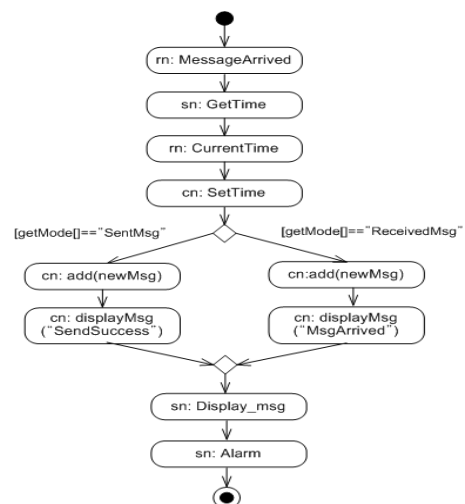 rn: MessageArrived
sn: GetTime
rn: CurrentTime
cn: SetTime
[getMode[]=="SentMsg"
[getMode[]=="ReceivedMsg"
cn: add(newMsg)
cn:add(newMsg)
cn: displayMsg
("SendSuccess")
cn: displayMsg
("MsgArrived")
sn: Display_msg
sn: Alarm